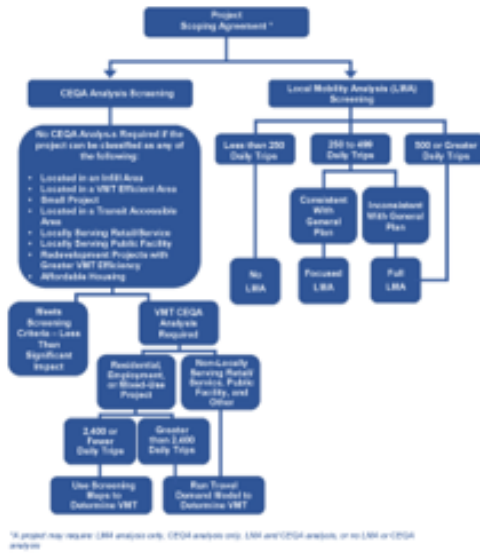 Project
Scoping Agreement *
CEQA Analysis Screening
Local Mobility Analysis (LMA)
Screening
No CEQA Analysis Required if the
project can be classified as any of
the following:
• Located in an Infill Area
• Located in a VMT Efficient Area
• Small Project
• Located in a Transit Accessible
Area
• Locally Serving Retail/Service
• Locally Serving Public Facility
• Redevelopment Projects with
Greater VMT Efficiency
• Affordable Housing
Less than 250
Daily Trips
250 to 499
Daily Trips
500 or Greater
Daily Trips
Consistent
With
General
Plan
Inconsistent
With General
Plan
No
LMA
Focused
LMA
Full
LMA
Meets
Screening
Criteria – Less
Than
Significant
Impact
VMT CEQA
Analysis
Required
Residential,
Employment,
or Mixed-Use
Project
Non-Locally
Serving Retail/
Service, Public
Facility, and
Other
2,400 or
Fewer
Daily Trips
Greater
than 2,400
Daily Trips
Use Screening
Maps to
Determine VMT
Run Travel
Demand Model to
Determine VMT
*A project may require: LMA analysis only, CEQA analysis only, LMA and CEQA analysis, or no LMA or CEQA
analysis